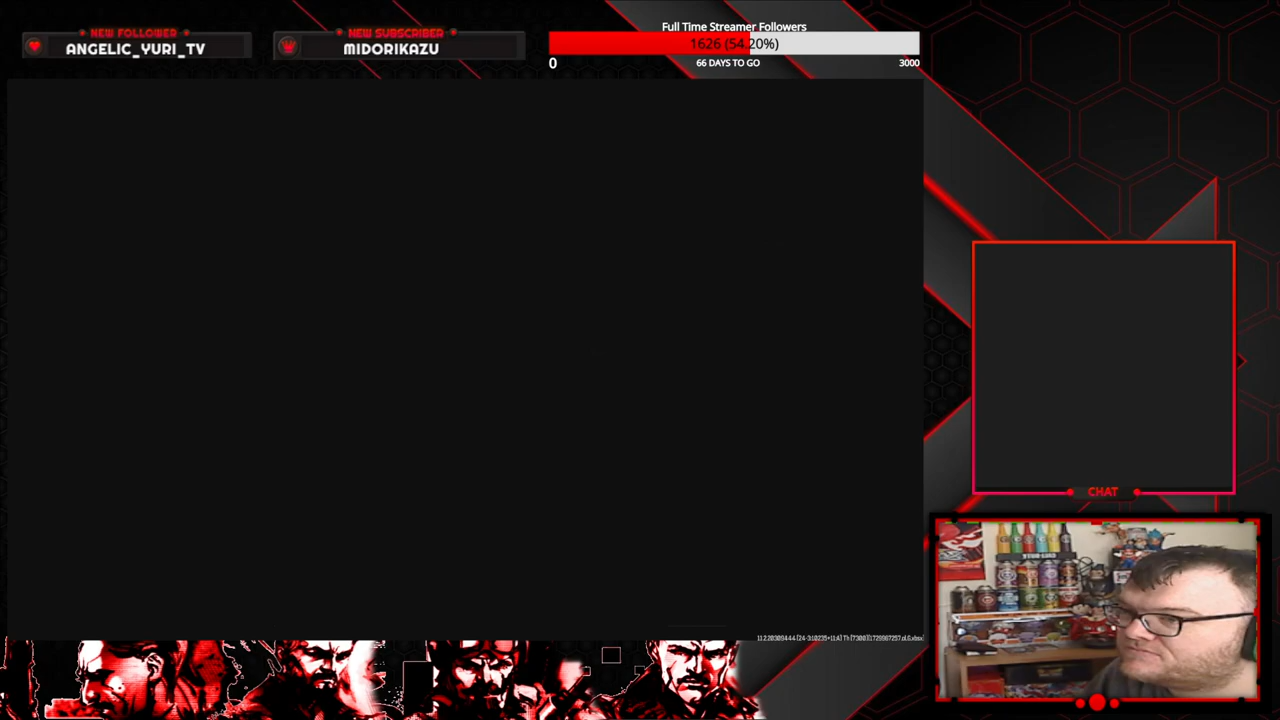 NEW FOLLOWER
ANGELIC_YURI_TV
NEW SUBSCRIBER
MIDORIKAZU
Full Time Streamer Followers
1626 (54.20%)
0
66 DAYS TO GO
3000
CHAT